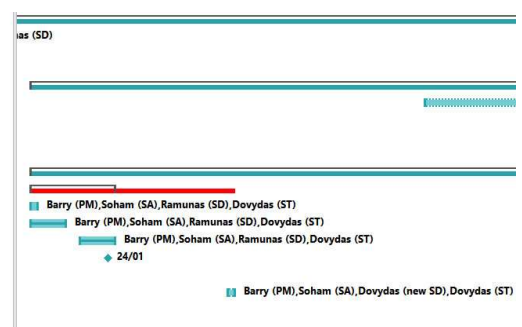 as (SD)
Barry (PM),Soham (SA),Ramunas (SD),Dovydas (ST)
Barry (PM),Soham (SA),Ramunas (SD),Dovydas (ST)
Barry (PM),Soham (SA),Ramunas (SD),Dovydas (ST)
24/01
Barry (PM),Soham (SA),Dovydas (new SD),Dovydas (ST)